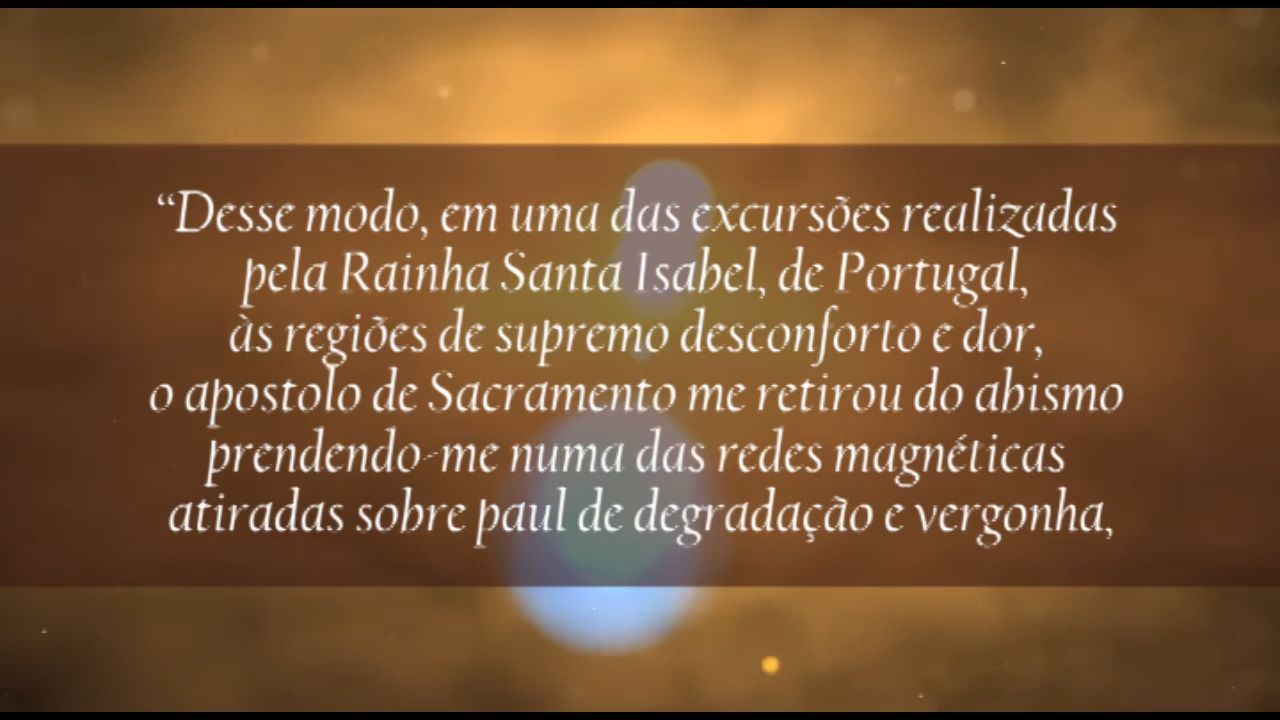 “Desse modo, em uma das excursões realizadas
pela Rainha Santa Isabel, de Portugal,
às regiões de supremo desconforto e dor,
o apostolo de Sacramento me retirou do abismo
prendendo-me numa das redes magnéticas
atiradas sobre paul de degradação e vergonha,